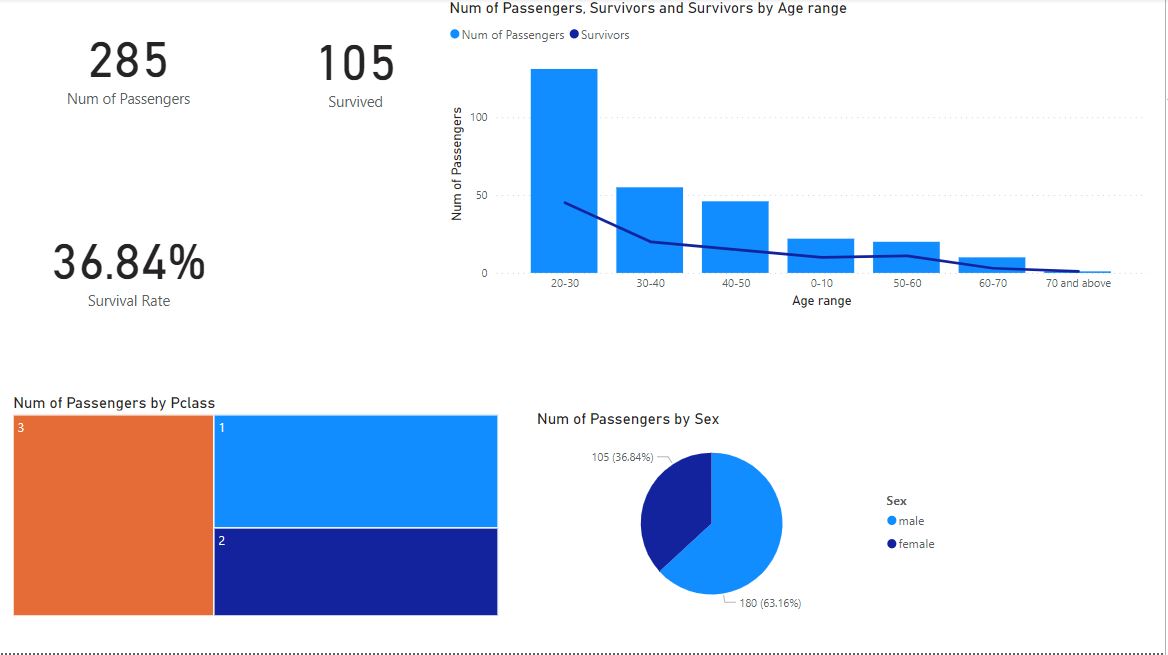 285
Num of Passengers
105
Survived
36.84%
Survival Rate
Num of Passengers, Survivors and Survivors by Age range
Num of Passengers Survivors
Num of Passengers
100
50
0
20-30 30-40 40-50 0-10 50-60 60-70 70 and above
Age range
Num of Passengers by Pclass
3
1
2
Num of Passengers by Sex
105 (36.84%)
180 (63.16%)
Sex
male
female